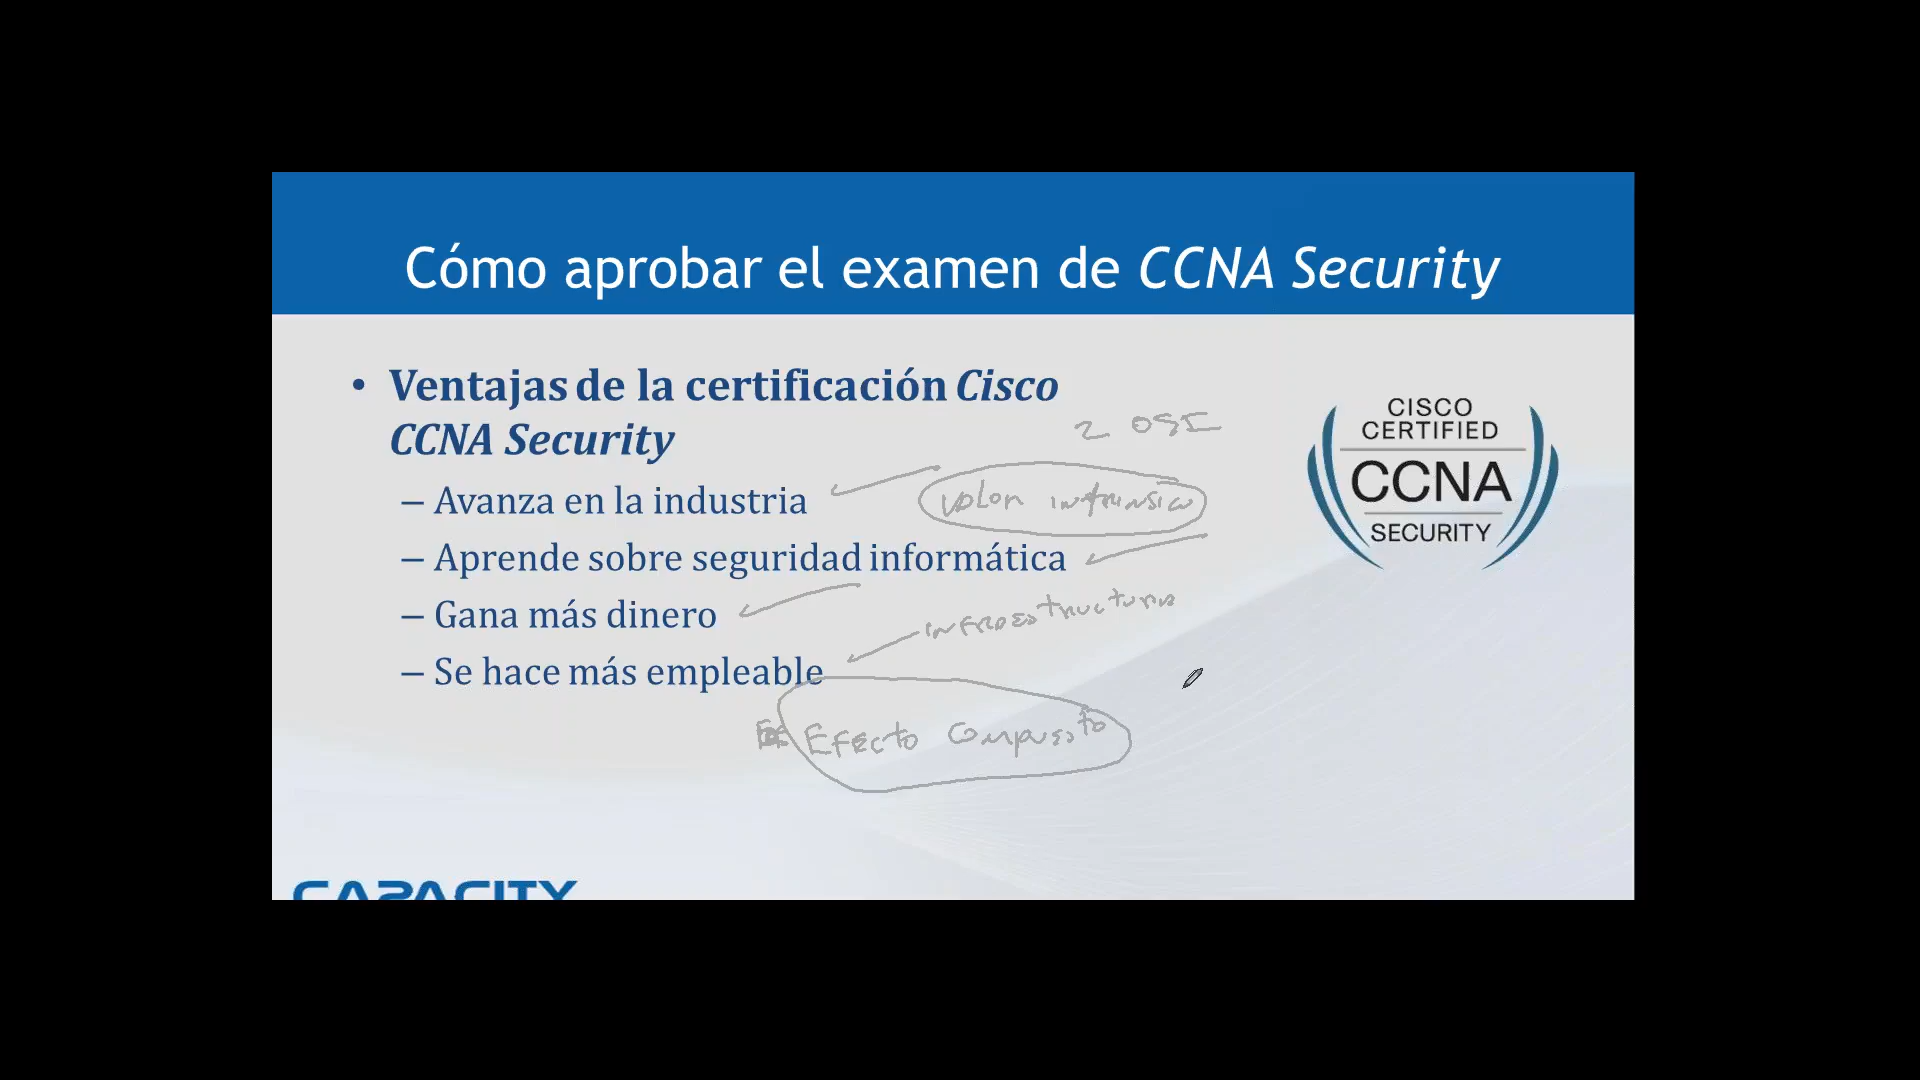 Cómo aprobar el examen de CCNA Security
• Ventajas de la certificación Cisco
CCNA Security
2 OSI
– Avanza en la industria
valor intrinsico
– Aprende sobre seguridad informática
– Gana más dinero
infraestructura
– Se hace más empleable
Efecto Compuesto
CISCO
CERTIFIED
CCNA
SECURITY
CAPACITY